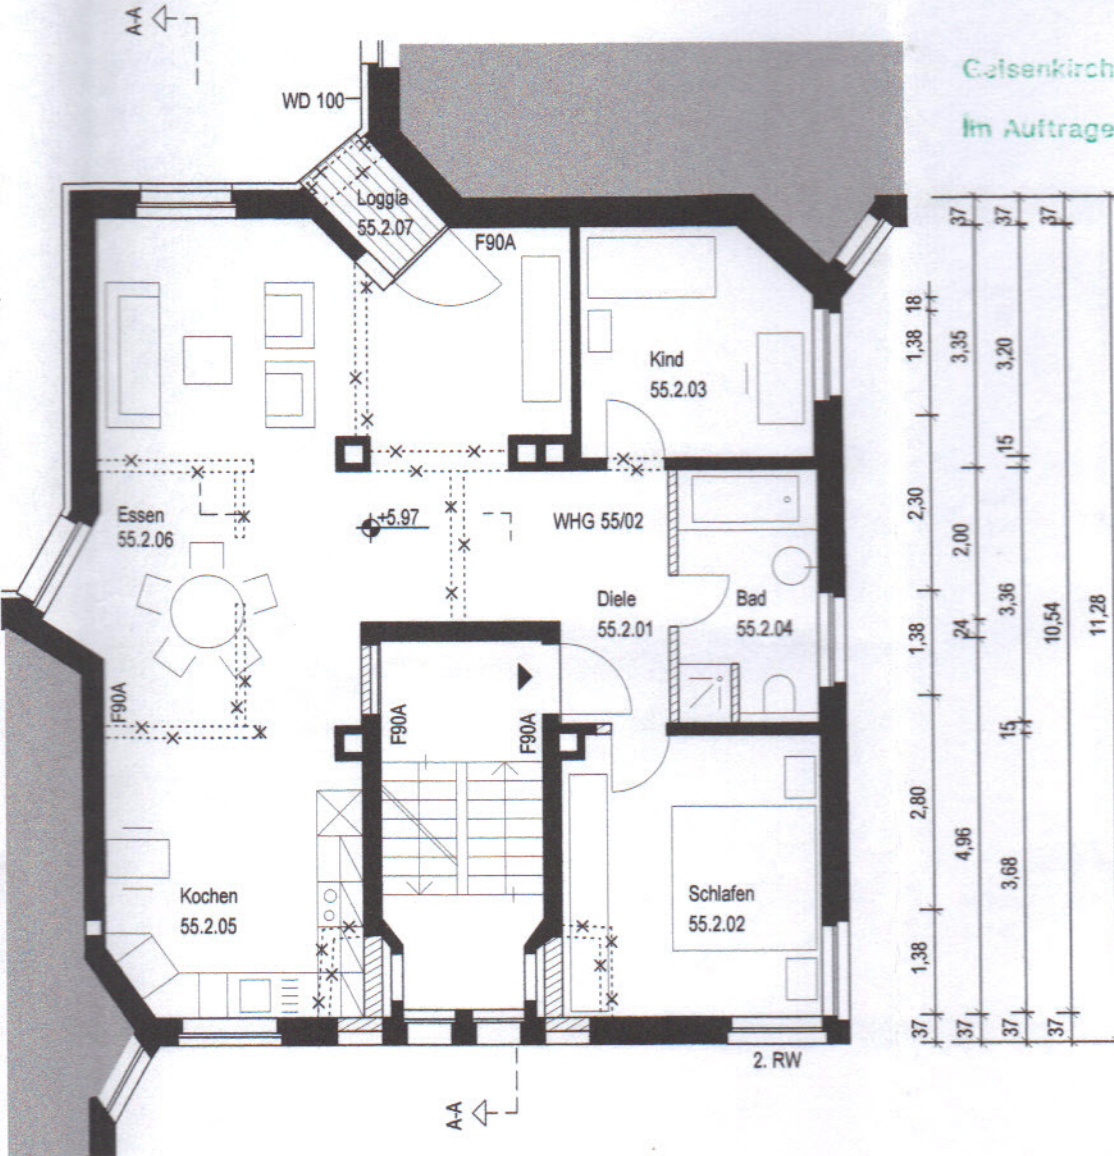 A-A
WD 100
Gelsenkirch
Im Auftrage
Loggia
55.2.07
F90A
Kind
55.2.03
Essen
55.2.06
+5.97
WHG 55/02
Diele
55.2.01
Bad
55.2.04
F90A
F90A
F90A
Kochen
55.2.05
Schlafen
55.2.02
2. RW
A-A
18
1,38
2,30
1,38
2,80
1,38
37
37
3,35
2,00
24
4,96
37
37
3,20
15
3,36
15
3,68
37
37
10,54
37
11,28